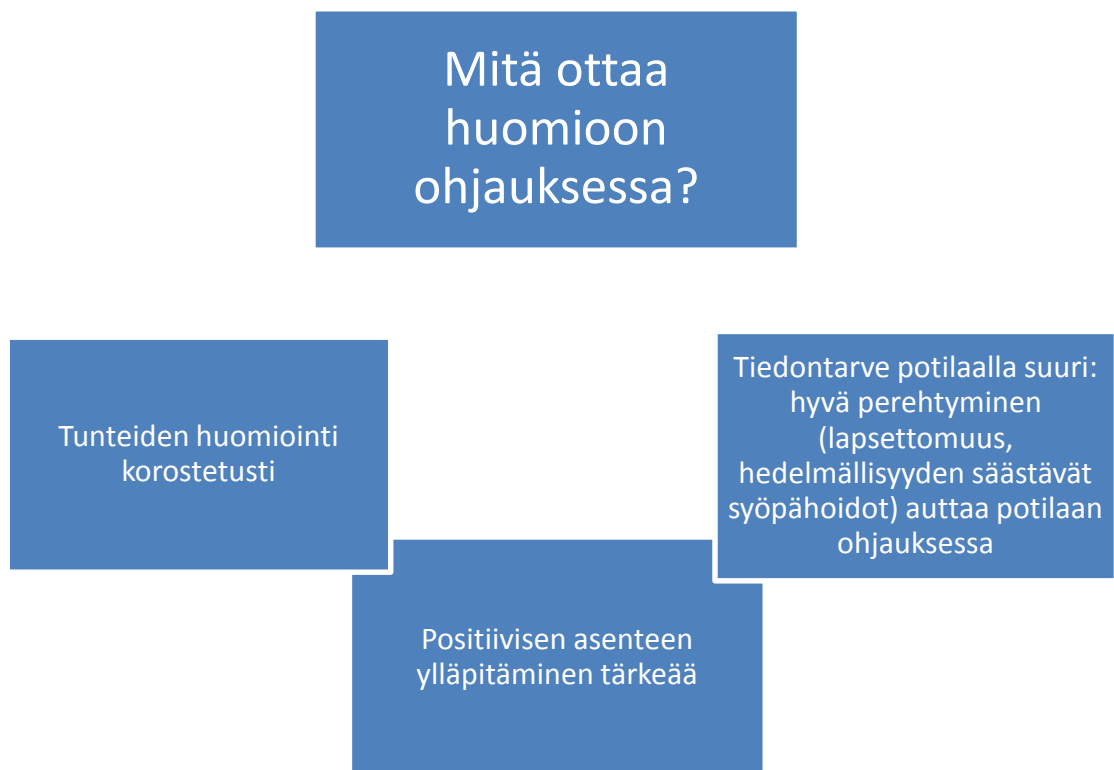 Mitä ottaa
huomioon
ohjauksessa?
Tunteiden huomiointi
korostetusti
Tiedontarve potilaalla suuri:
hyvä perehtyminen
(lapsettomuus,
hedelmällisyyden säästävät
syöpähoidot) auttaa potilaan
ohjauksessa
Positiivisen asenteen
ylläpitäminen tärkeää